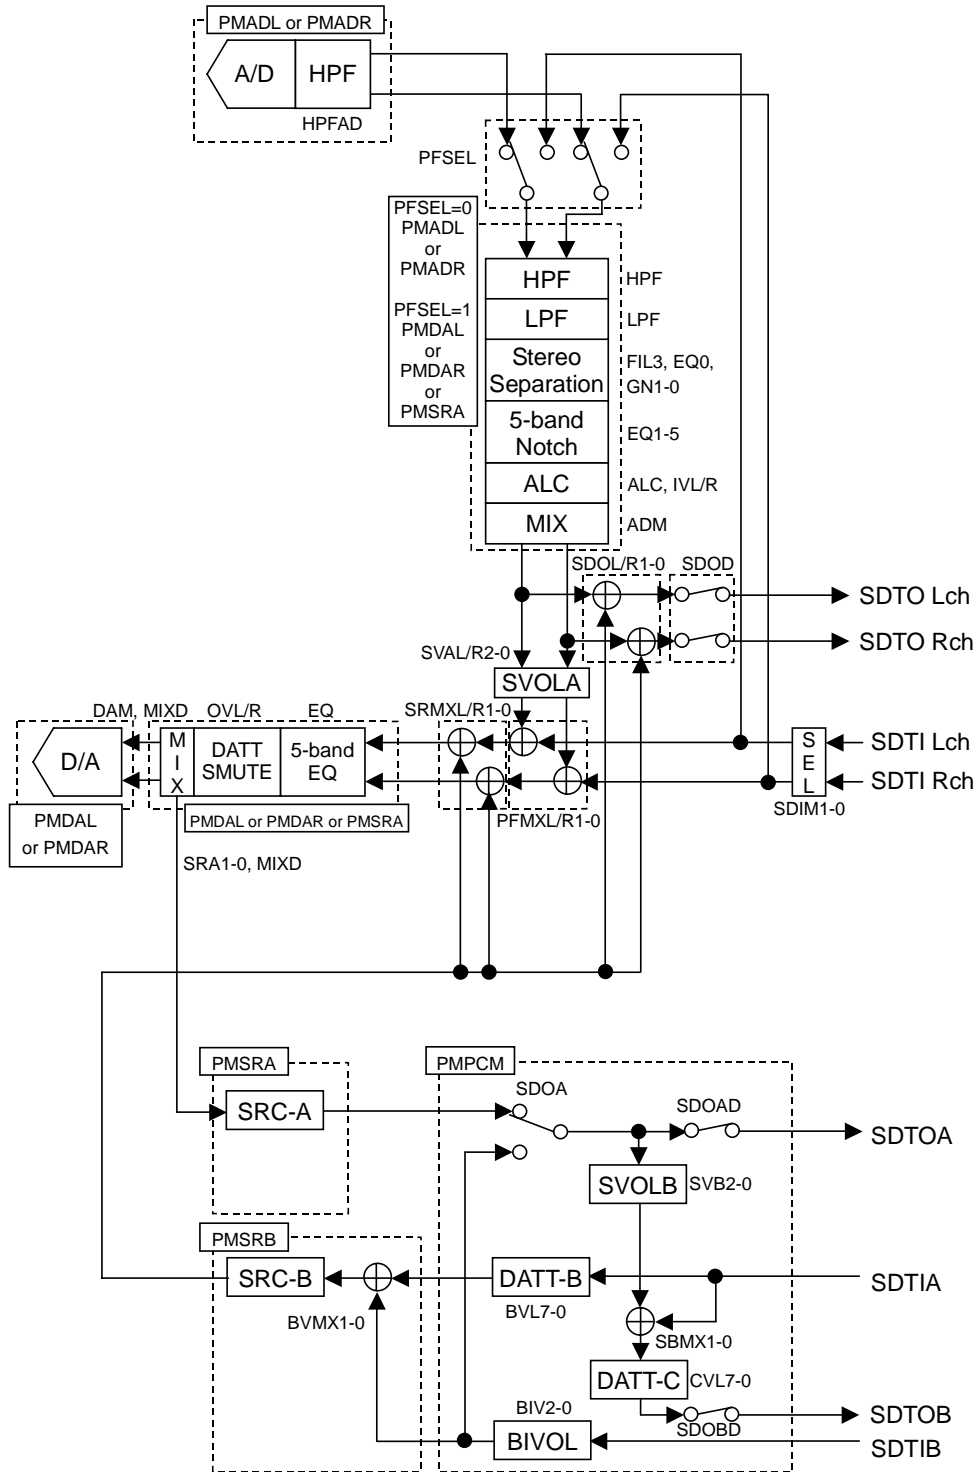 PMADL or PMADR
A/D
HPF
HPFAD
PFSEL
PFSEL=0
PMADL
or
PMADR
PFSEL=1
PMDAL
or
PMDAR
or
PMSRA
HPF
HPF
LPF
LPF
Stereo
Separation
FIL3, EQ0,
GN1-0
5-band
Notch
EQ1-5
ALC
ALC, IVL/R
MIX
ADM
SDOL/R1-0
SDOD
SDTO Lch
SDTO Rch
SVAL/R2-0
SVOLA
DAM, MIXD
OVL/R
EQ
SRMXL/R1-0
D/A
M
I
X
DATT
SMUTE
5-band
EQ
S
E
L
SDTI Lch
SDTI Rch
SDIM1-0
PMDAL
or PMDAR
PMDAL or PMDAR or PMSRA
PFMXL/R1-0
SRA1-0, MIXD
PMSRA
SRC-A
PMPCM
SDOA
SDOAD
SDTOA
SVOLB
SVB2-0
PMSRB
SRC-B
BVMX1-0
DATT-B
BVL7-0
SDTIA
SBMX1-0
DATT-C
CVL7-0
BIV2-0
BIVOL
SDOBD
SDTOB
SDTIB